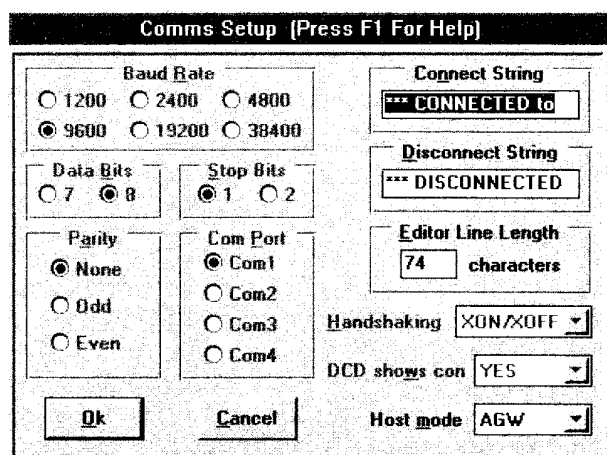 Comms Setup (Press F1 For Help)
Baud Rate
1200 2400 4800
9600 19200 38400
Data Bits
7 8
Stop Bits
1 2
Parity
None
Odd
Even
Com Port
Com1
Com2
Com3
Com4
Ok Cancel
Connect String
*** CONNECTED to
Disconnect String
*** DISCONNECTED
Editor Line Length
74 characters
Handshaking XON/XOFF
DCD shows con YES
Host mode AGW